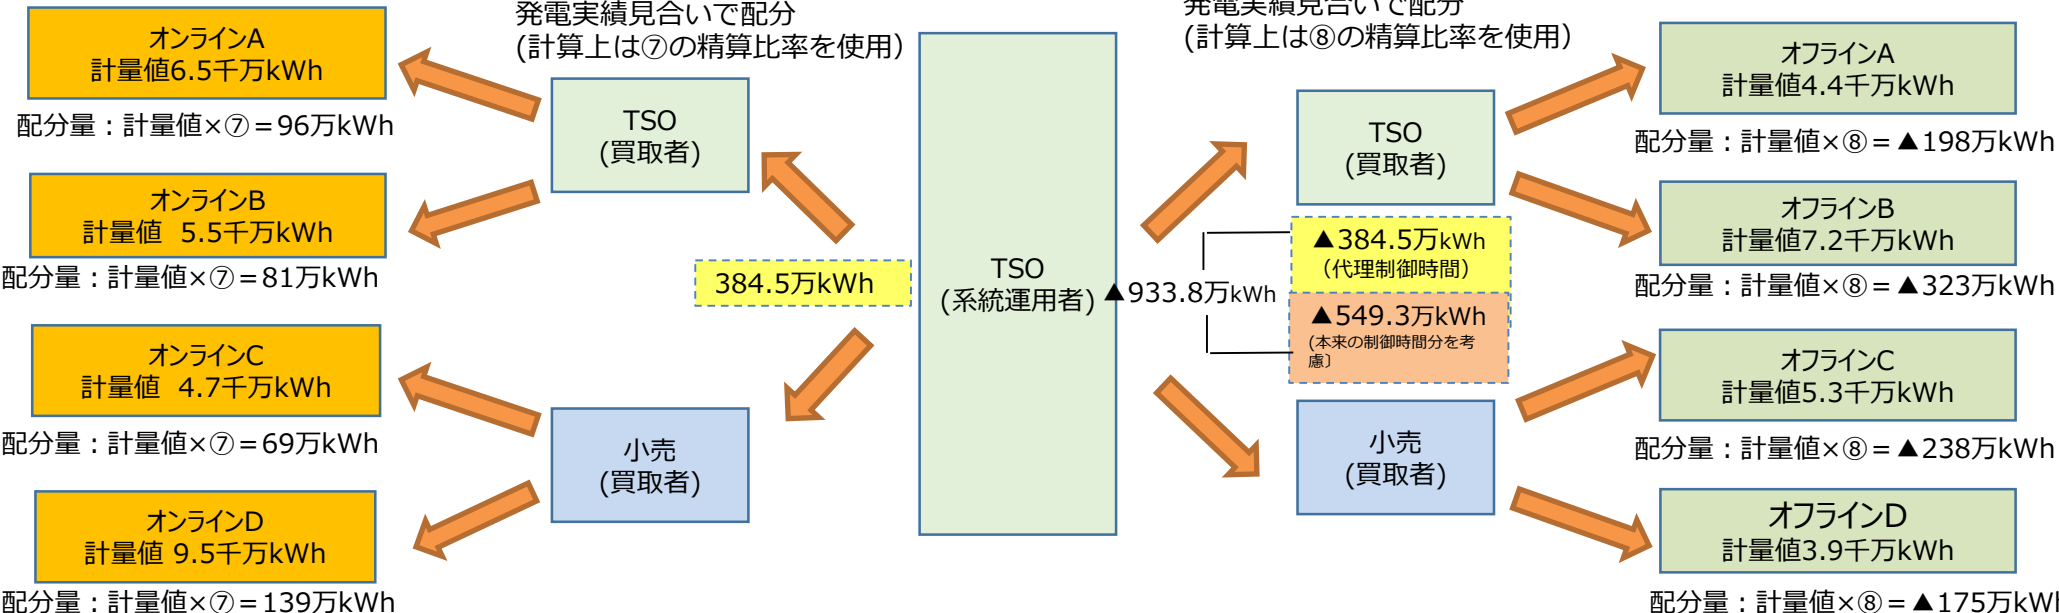 発電実績見合いで配分
(計算上は⑦の精算比率を使用)
オンラインA
計量値6.5千万kWh
配分量：計量値×⑦＝96万kWh
オンラインB
計量値 5.5千万kWh
配分量：計量値×⑦＝81万kWh
オンラインC
計量値 4.7千万kWh
配分量：計量値×⑦＝69万kWh
オンラインD
計量値 9.5千万kWh
配分量：計量値×⑦＝139万kWh
TSO
(買取者)
小売
(買取者)
384.5万kWh
TSO
(系統運用者)
発電実績見合いで配分
(計算上は⑧の精算比率を使用)
▲933.8万kWh
TSO
(買取者)
▲384.5万kWh
(代理制御時間)
▲549.3万kWh
(本来の制御時間分を考
慮〕
小売
(買取者)
オフラインA
計量値4.4千万kWh
配分量：計量値×⑧＝▲198万kWh
オフラインB
計量値7.2千万kWh
配分量：計量値×⑧＝▲323万kWh
オフラインC
計量値5.3千万kWh
配分量：計量値×⑧＝▲238万kWh
オフラインD
計量値3.9千万kWh
配分量：計量値×⑧＝▲175万kWh